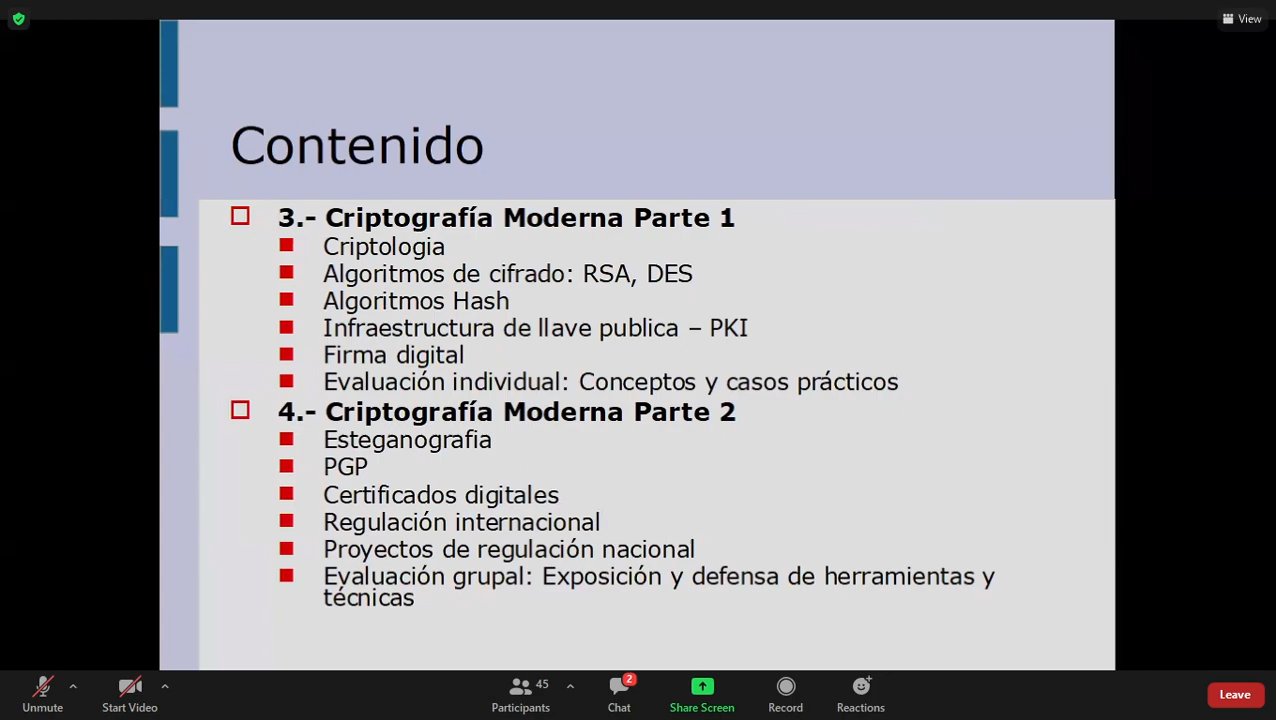 View
Contenido
3.- Criptografía Moderna Parte 1
Criptologia
Algoritmos de cifrado: RSA, DES
Algoritmos Hash
Infraestructura de llave publica – PKI
Firma digital
Evaluación individual: Conceptos y casos prácticos
4.- Criptografía Moderna Parte 2
Esteganografia
PGP
Certificados digitales
Regulación internacional
Proyectos de regulación nacional
Evaluación grupal: Exposición y defensa de herramientas y
técnicas
45
2
Unmute
Start Video
Participants
Chat
Share Screen
Record
Reactions
Leave